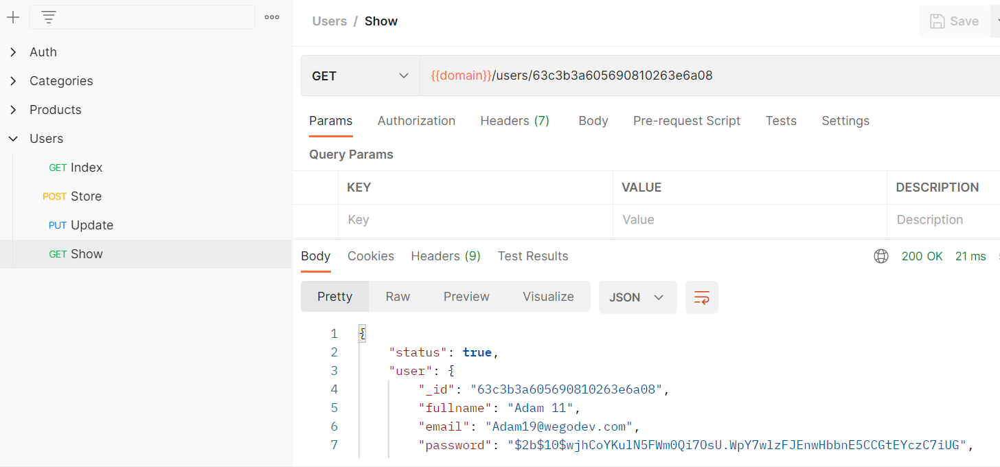 Users / Show
Save
Auth
Categories
Products
Users
GET Index
POST Store
PUT Update
GET Show
GET {{domain}}/users/63c3b3a605690810263e6a08
Params Authorization Headers (7) Body Pre-request Script Tests Settings
Query Params
KEY VALUE DESCRIPTION
Key Value Description
Body Cookies Headers (9) Test Results 200 OK 21 ms
Pretty Raw Preview Visualize JSON
1 {
2 "status": true,
3 "user": {
4 "_id": "63c3b3a605690810263e6a08",
5 "fullname": "Adam 11",
6 "email": "Adam19@wegodev.com",
7 "password": "$2b$10$wjhCoYKulN5FWm0Qi7OsU.WpY7wlzFJEnwHbbnE5CCGtEYczC7iUG",